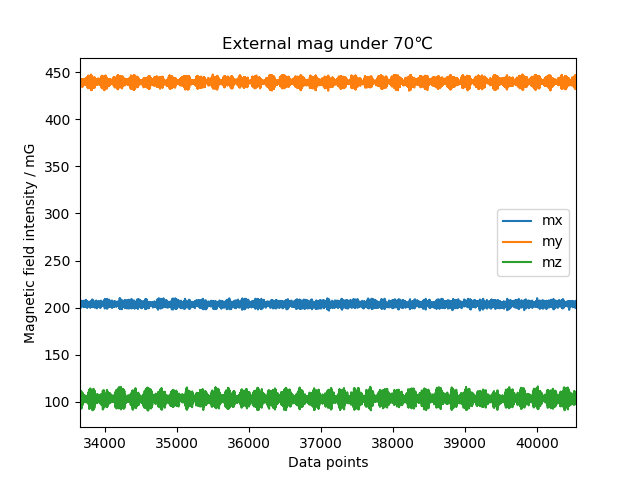 External mag under 70℃
450
400
350
300
250
200
150
100
Magnetic field intensity / mG
mx
my
mz
34000 35000 36000 37000 38000 39000 40000
Data points